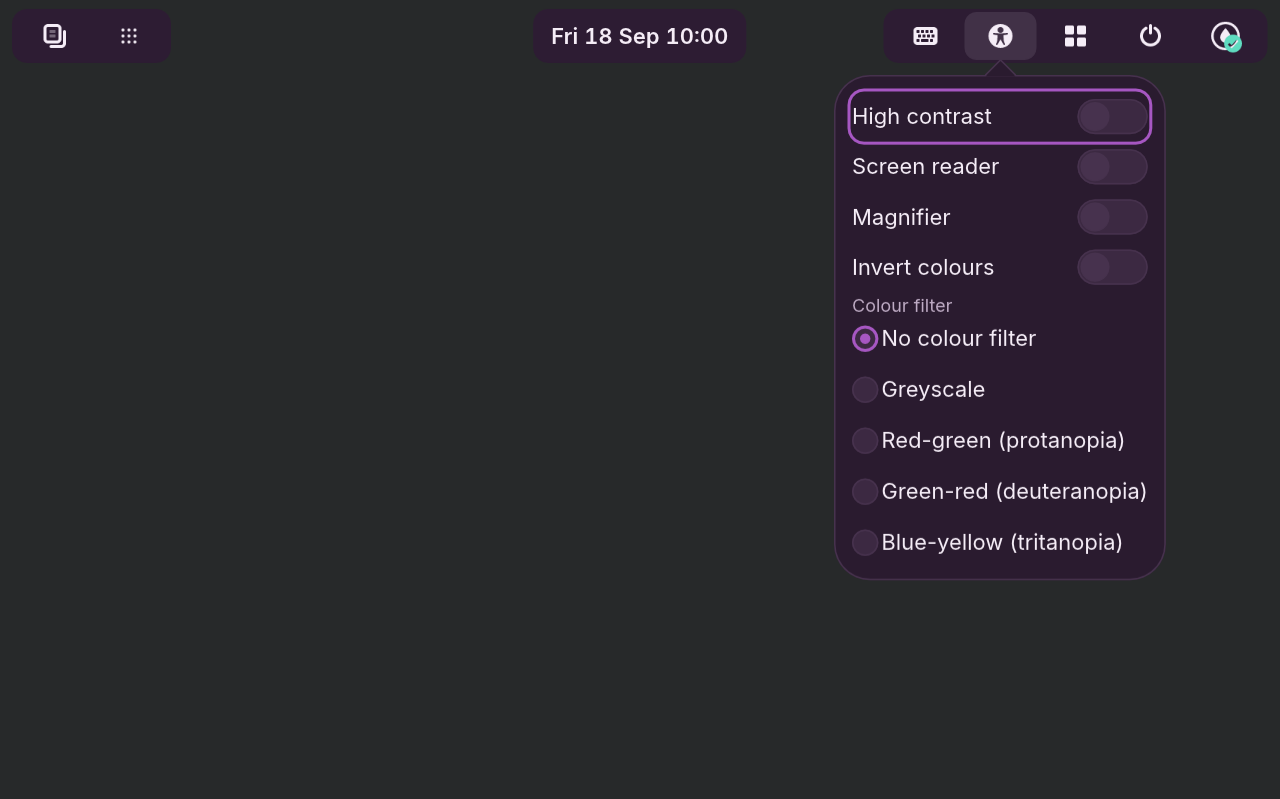 Fri 18 Sep 10:00
High contrast
Screen reader
Magnifier
Invert colours
Colour filter
No colour filter
Greyscale
Red-green (protanopia)
Green-red (deuteranopia)
Blue-yellow (tritanopia)